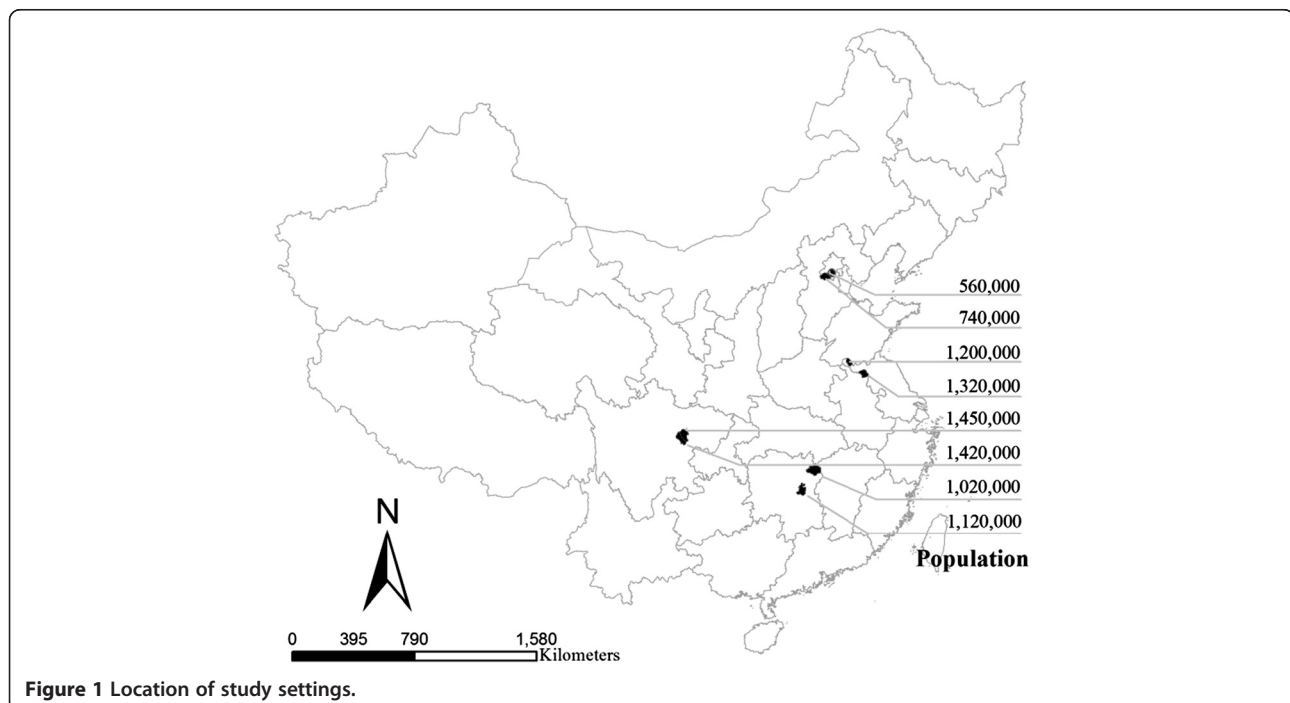 560,000
740,000
1,200,000
1,320,000
1,450,000
1,420,000
1,020,000
1,120,000
Population
N
0 395 790 1,580
Kilometers
Figure 1 Location of study settings.